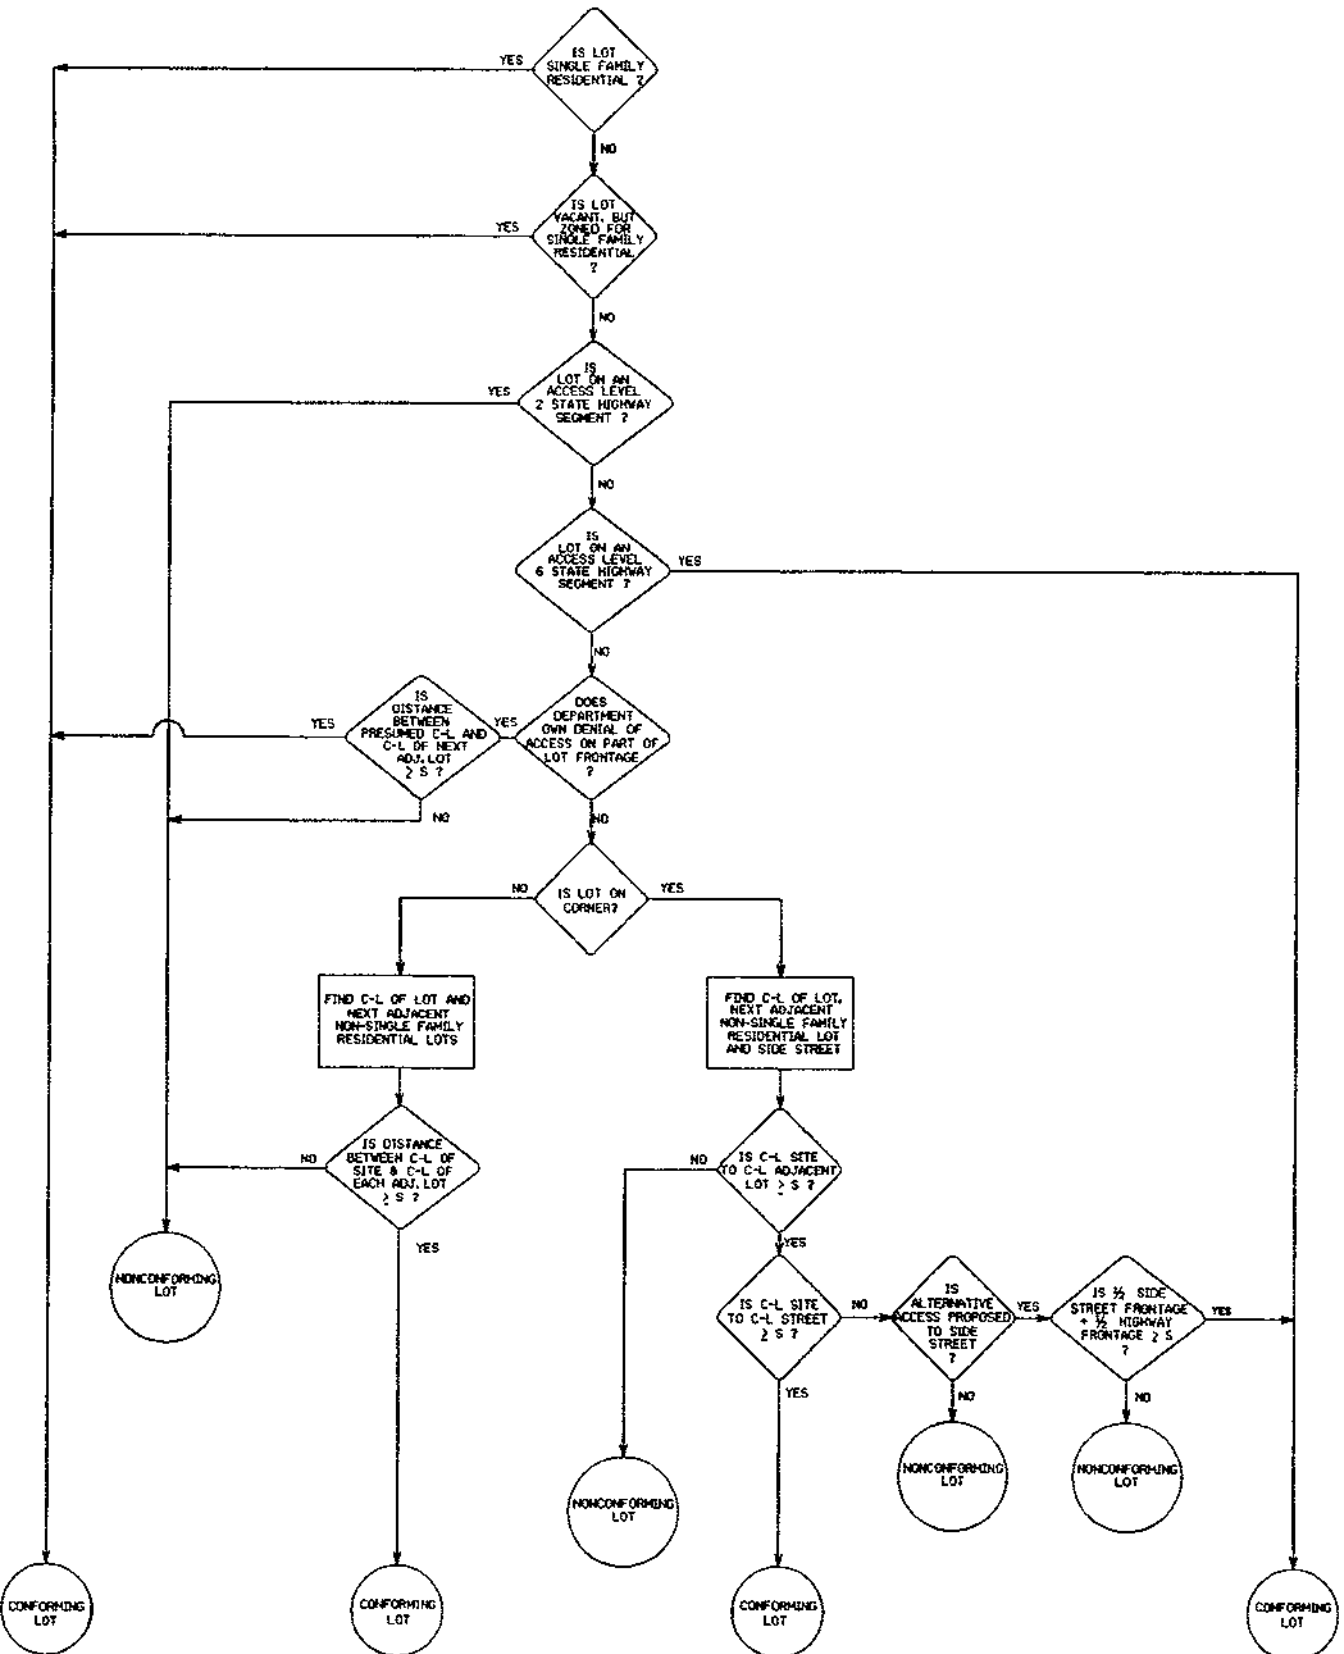 IS LOT
SINGLE FAMILY
RESIDENTIAL ?
YES
NO
IS LOT
VACANT, BUT
ZONED FOR
SINGLE FAMILY
RESIDENTIAL
?
YES
NO
IS
LOT ON AN
ACCESS LEVEL
2 STATE HIGHWAY
SEGMENT ?
YES
NO
IS
LOT ON AN
ACCESS LEVEL
6 STATE HIGHWAY
SEGMENT ?
YES
NO
DOES
DEPARTMENT
OWN DENIAL OF
ACCESS ON PART OF
LOT FRONTAGE
?
YES
NO
IS
DISTANCE
BETWEEN
PRESUMED C-L AND
C-L OF NEXT
ADJ. LOT
≥ S ?
YES
NO
IS LOT ON
CORNER?
NO
YES
FIND C-L OF LOT AND
NEXT ADJACENT
NON-SINGLE FAMILY
RESIDENTIAL LOTS
FIND C-L OF LOT,
NEXT ADJACENT
NON-SINGLE FAMILY
RESIDENTIAL LOT
AND SIDE STREET
IS DISTANCE
BETWEEN C-L OF
SITE & C-L OF
EACH ADJ. LOT
≥ S ?
NO
YES
IS C-L SITE
TO C-L ADJACENT
LOT ≥ S ?
NO
YES
IS C-L SITE
TO C-L STREET
≥ S ?
NO
YES
IS
ALTERNATIVE
ACCESS PROPOSED
TO SIDE
STREET
?
YES
NO
IS ½ SIDE
STREET FRONTAGE
+ ½ HIGHWAY
FRONTAGE ≥ S
?
YES
NO
NONCONFORMING
LOT
NONCONFORMING
LOT
NONCONFORMING
LOT
NONCONFORMING
LOT
CONFORMING
LOT
CONFORMING
LOT
CONFORMING
LOT
CONFORMING
LOT